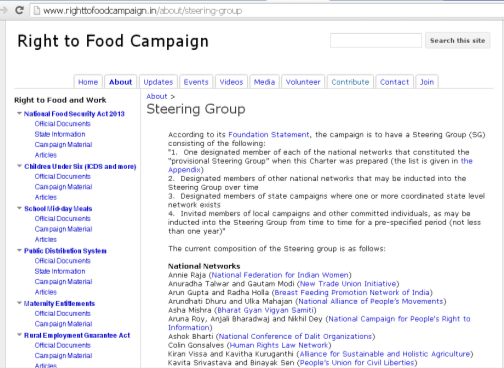 www.righttofoodcampaign.in/about/steering-group
Right to Food Campaign
Search this site
Home About Updates Events Videos Media Volunteer Contribute Contact Join
Right to Food and Work
National Food Security Act 2013
Official Documents
State Information
Campaign Material
Articles
Children Under Six (ICDS and more)
Official Documents
Campaign Material
Articles
School Mid-day Meals
Official Documents
Campaign Material
Articles
Public Distribution System
Official Documents
State Information
Campaign Material
Articles
Maternity Entitlements
Official Documents
Campaign Material
Articles
Rural Employment Guarantee Act
Official Documents
Campaign Material
Articles
About >
Steering Group
According to its Foundation Statement, the campaign is to have a Steering Group (SG)
consisting of the following:
"1. One designated member of each of the national networks that constituted the
"provisional Steering Group" when this Charter was prepared (the list is given in the
Appendix)
2. Designated members of other national networks that may be inducted into the
Steering Group over time
3. Designated members of state campaigns where one or more coordinated state level
network exists
4. Invited members of local campaigns and other committed individuals, as may be
inducted into the Steering Group from time to time for a pre-specified period (not less
than one year)"
The current composition of the Steering group is as follows:
National Networks
Annie Raja (National Federation for Indian Women)
Anuradha Talwar and Gautam Modi (New Trade Union Initiative)
Arun Gupta and Radha Holla (Breast Feeding Promotion Network of India)
Arundhati Dhuru and Ulka Mahajan (National Alliance of People's Movements)
Asha Mishra (Bharat Gyan Vigyan Samiti)
Aruna Roy, Anjali Bharadwaj and Nikhil Dey (National Campaign for People's Right to
Information)
Ashok Bharti (National Conference of Dalit Organizations)
Colin Gonsalves (Human Rights Law Network)
Kiran Vissa and Kavitha Kuruganthi (Alliance for Sustainable and Holistic Agriculture)
Kavita Srivastava and Binayak Sen (People's Union for Civil Liberties)